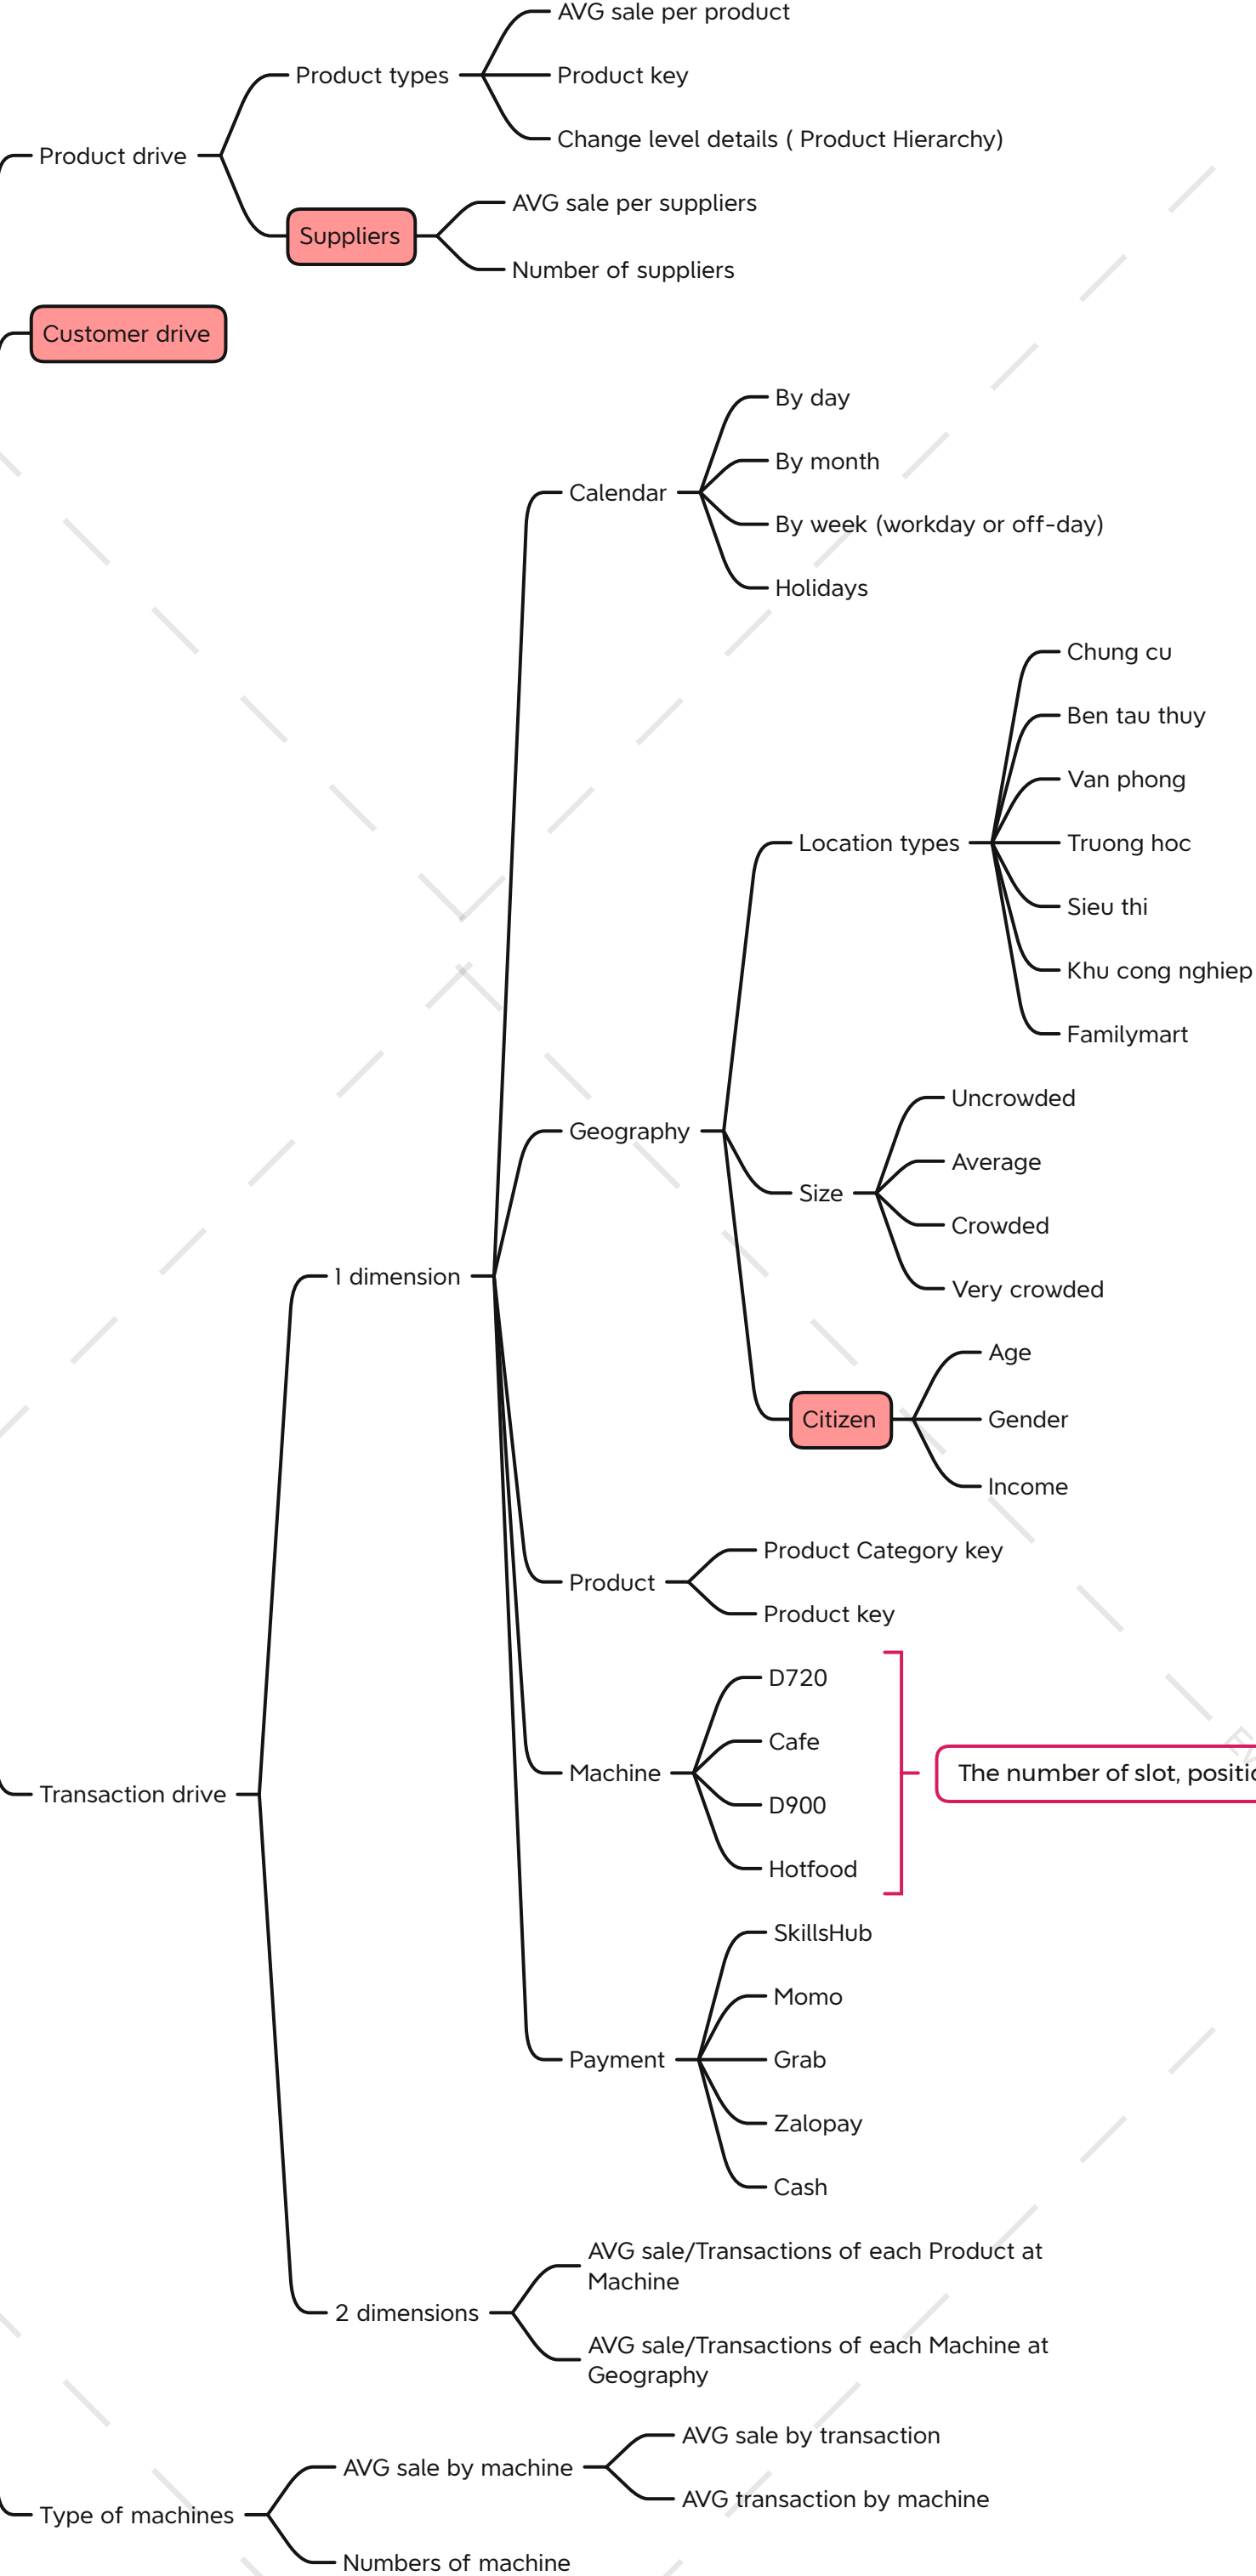 AVG sale per product
Product types
Product key
Change level details ( Product Hierarchy)
Product drive
AVG sale per suppliers
Suppliers
Number of suppliers
Customer drive
By day
By month
Calendar
By week (workday or off-day)
Holidays
Chung cu
Ben tau thuy
Van phong
Location types
Truong hoc
Sieu thi
Khu cong nghiep
Familymart
Uncrowded
Geography
Average
Size
Crowded
Very crowded
1 dimension
Age
Citizen
Gender
Income
Product Category key
Product
Product key
D720
Cafe
Machine
The number of slot,
Transaction drive
D900
Hotfood
SkillsHub
Momo
Payment
Grab
Zalopay
Cash
AVG sale/Transactions of each Product at
Machine
2 dimensions
AVG sale/Transactions of each Machine at
Geography
AVG sale by transaction
AVG sale by machine
AVG transaction by machine
Type of machines
Numbers of machine